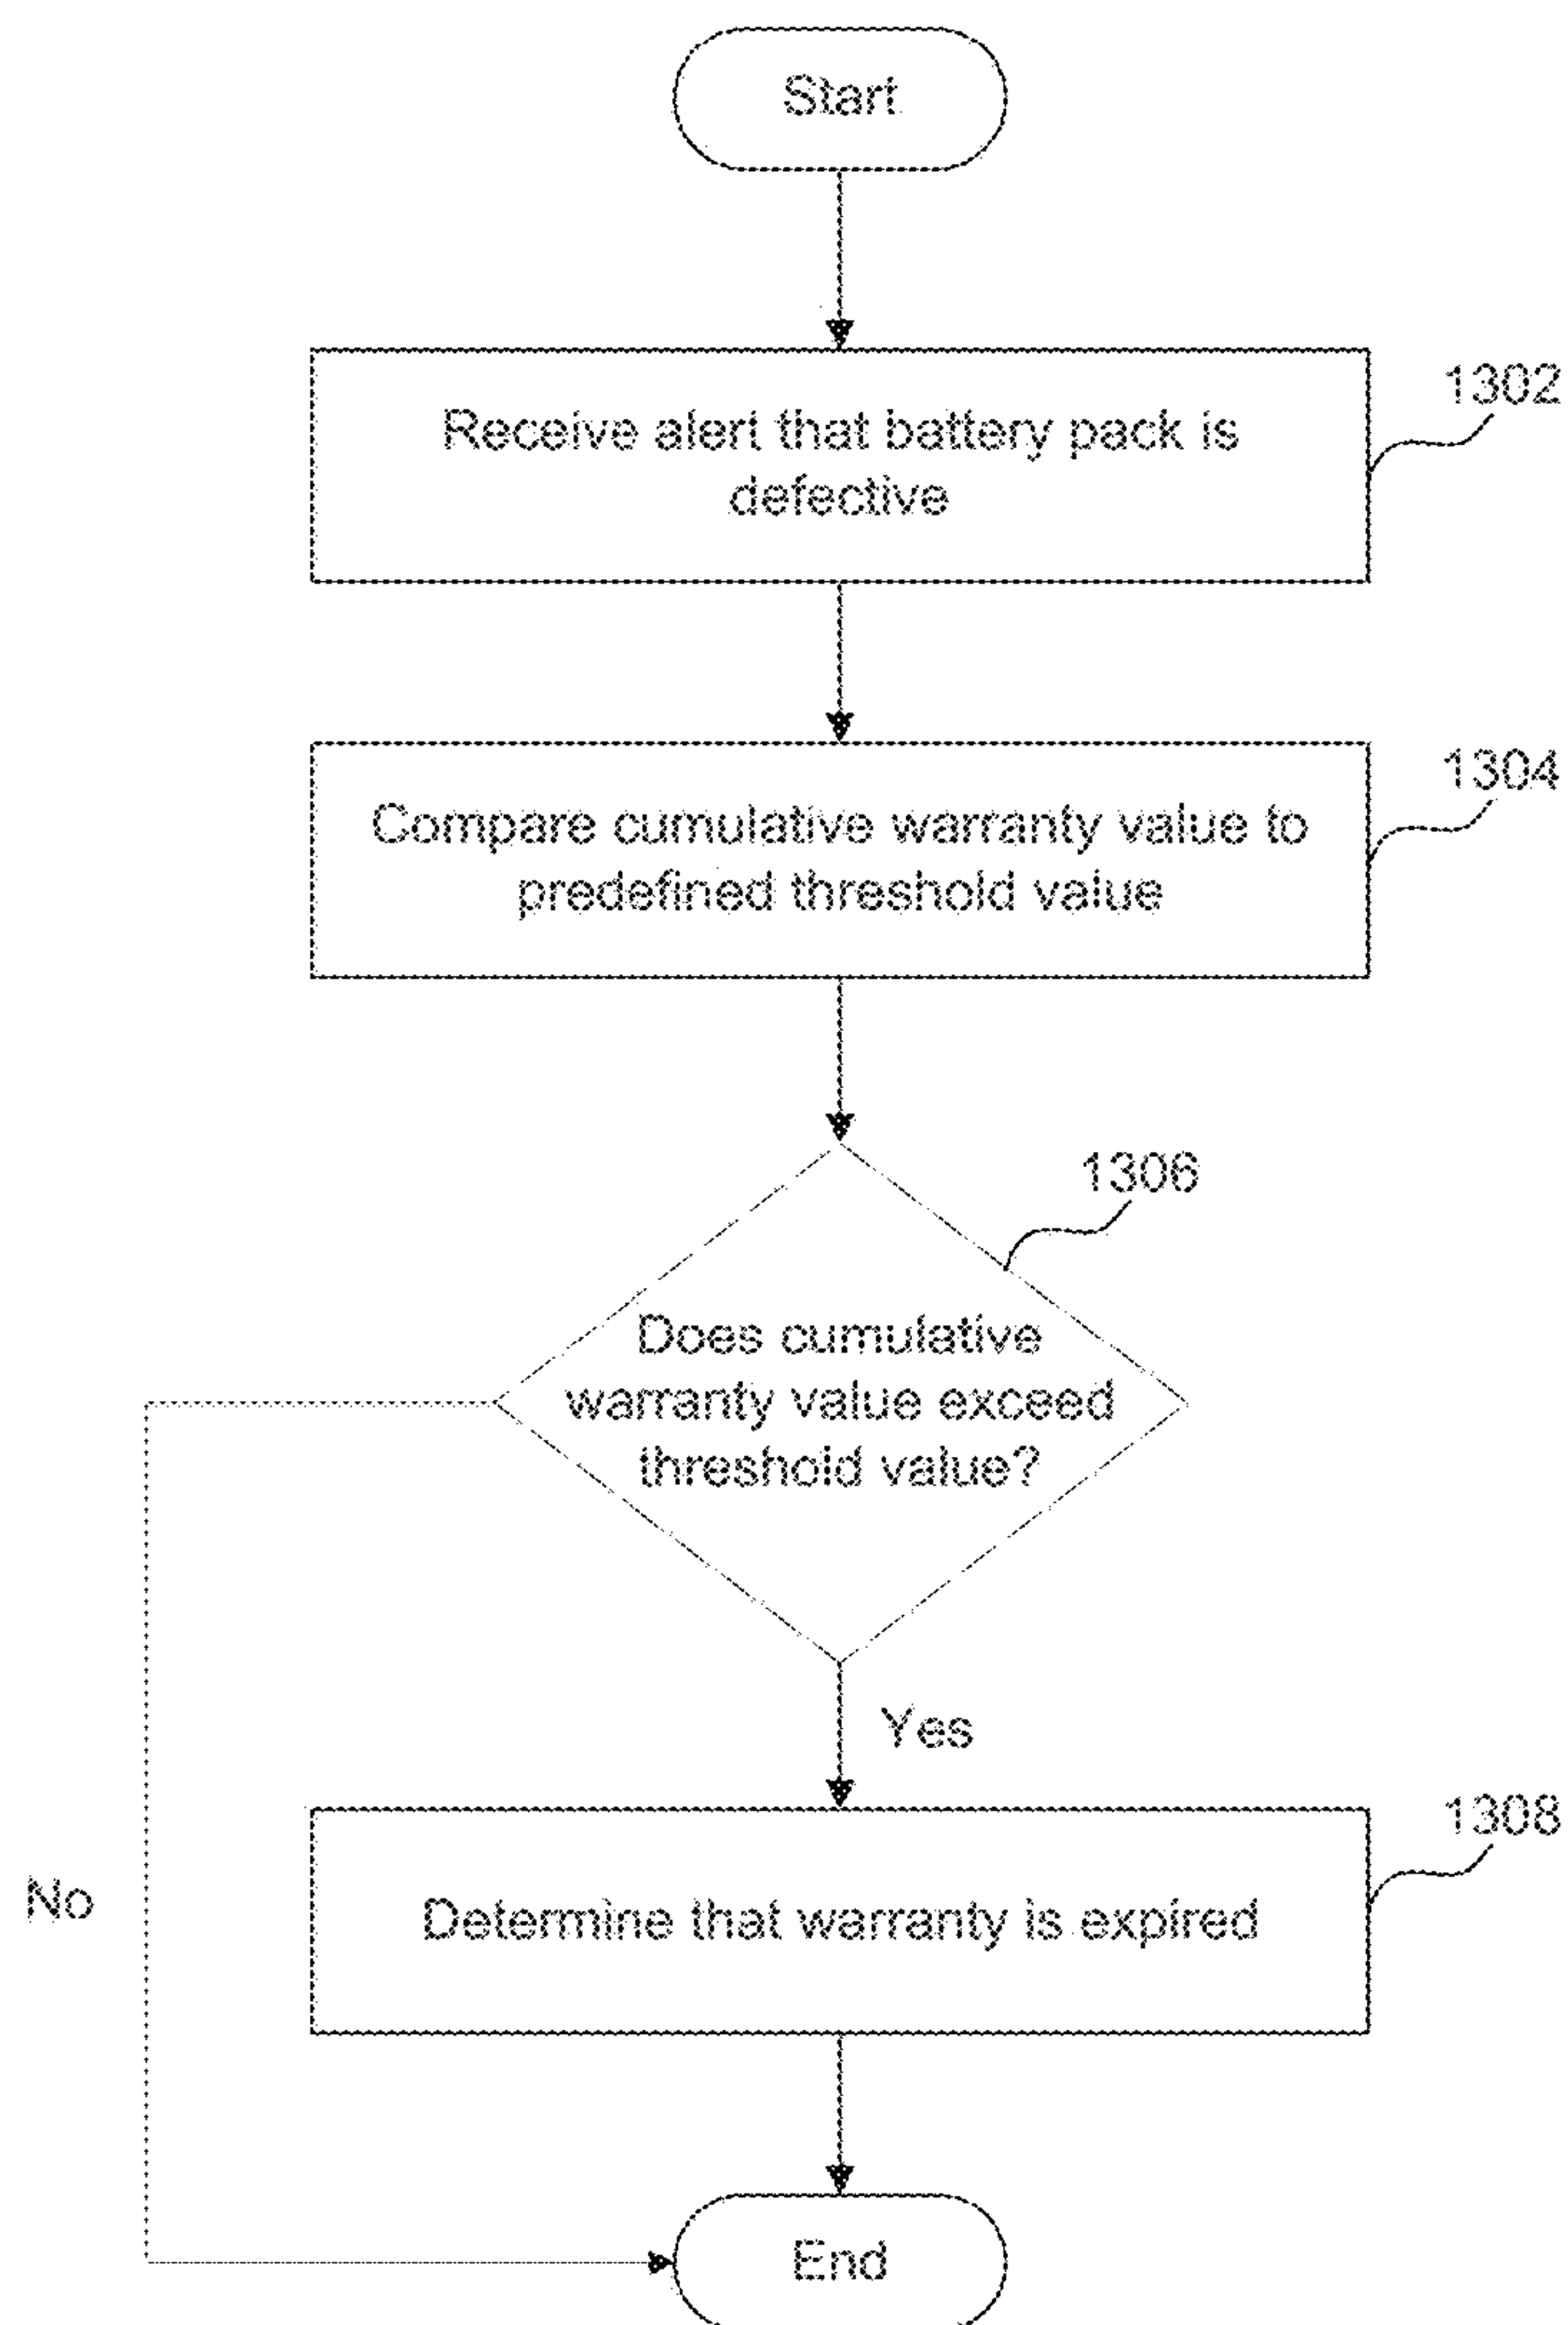 Start
Receive alert that battery pack is
defective
1302
Compare cumulative warranty value to
predefined threshold value
1304
1306
Does cumulative
warranty value exceed
threshold value?
Yes
No
Determine that warranty is expired
1308
End